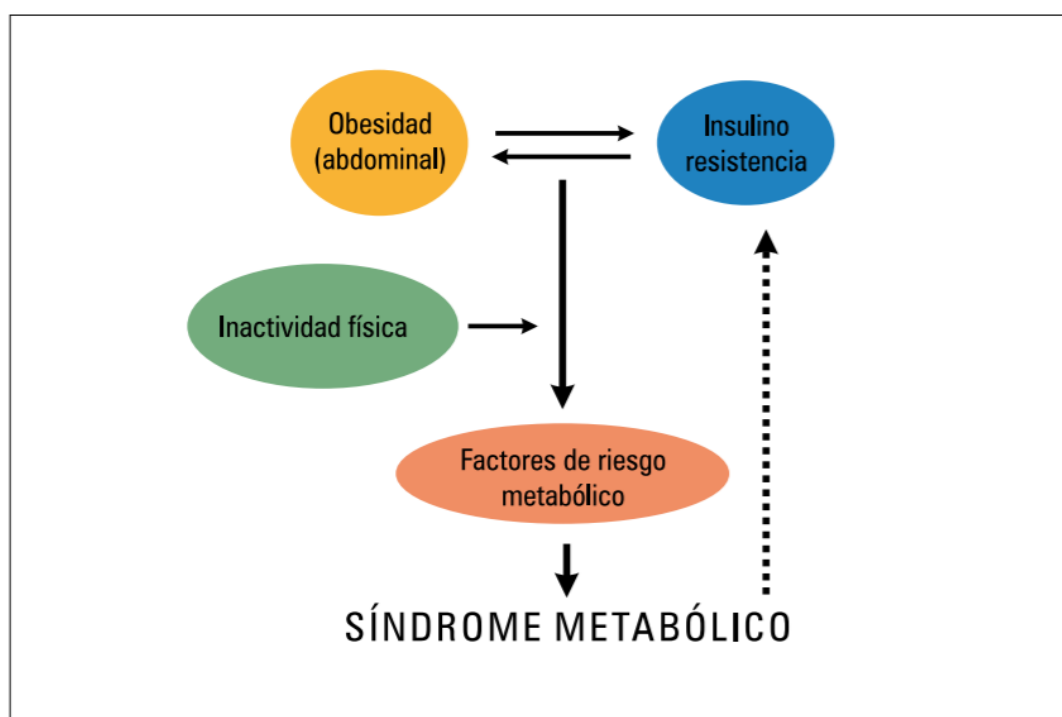 Obesidad
(abdominal)
Insulino
resistencia
Inactividad física
Factores de riesgo
metabólico
SÍNDROME METABÓLICO